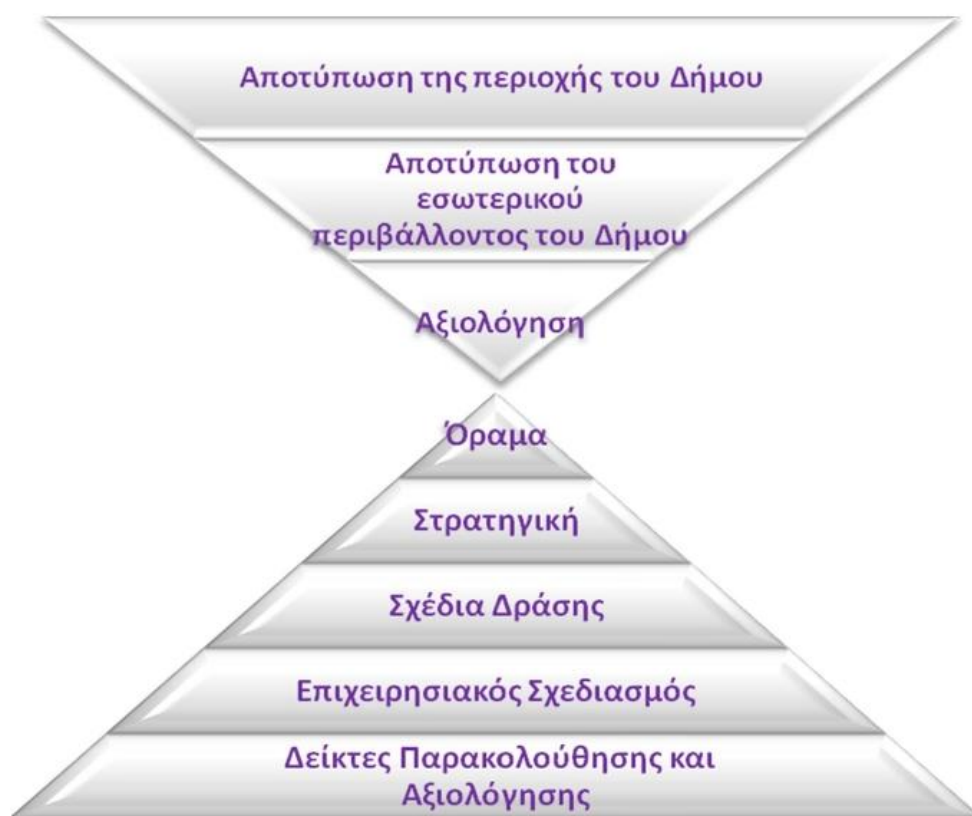 Αποτύπωση της περιοχής του Δήμου
Αποτύπωση του
εσωτερικού
περιβάλλοντος του Δήμου
Αξιολόγηση
Όραμα
Στρατηγική
Σχέδια Δράσης
Επιχειρησιακός Σχεδιασμός
Δείκτες Παρακολούθησης και
Αξιολόγησης